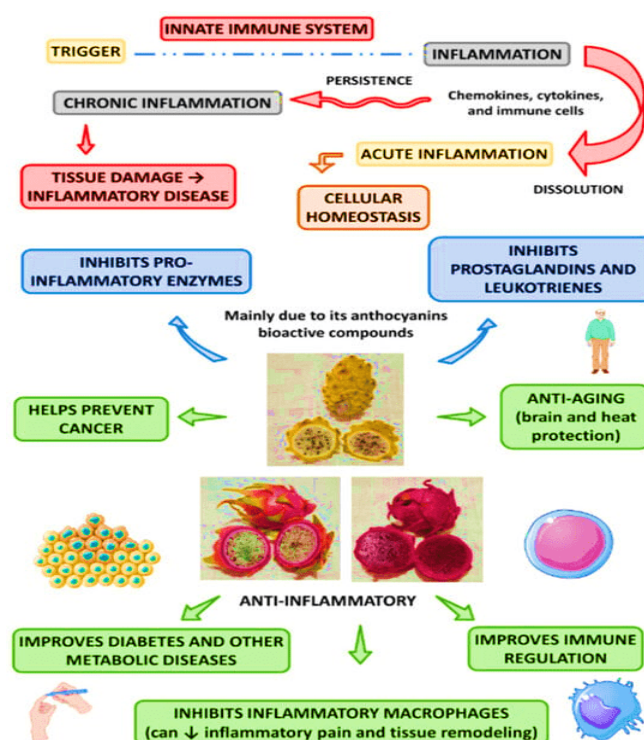 INNATE IMMUNE SYSTEM
TRIGGER
INFLAMMATION
PERSISTENCE
CHRONIC INFLAMMATION
Chemokines, cytokines,
and immune cells
ACUTE INFLAMMATION
TISSUE DAMAGE →
INFLAMMATORY DISEASE
DISSOLUTION
CELLULAR
HOMEOSTASIS
INHIBITS PRO-
INFLAMMATORY ENZYMES
INHIBITS
PROSTAGLANDINS AND
LEUKOTRIENES
Mainly due to its anthocyanins
bioactive compounds
HELPS PREVENT
CANCER
ANTI-AGING
(brain and heat
protection)
ANTI-INFLAMMATORY
IMPROVES DIABETES AND OTHER
METABOLIC DISEASES
IMPROVES IMMUNE
REGULATION
INHIBITS INFLAMMATORY MACROPHAGES
(can ↓ inflammatory pain and tissue remodeling)